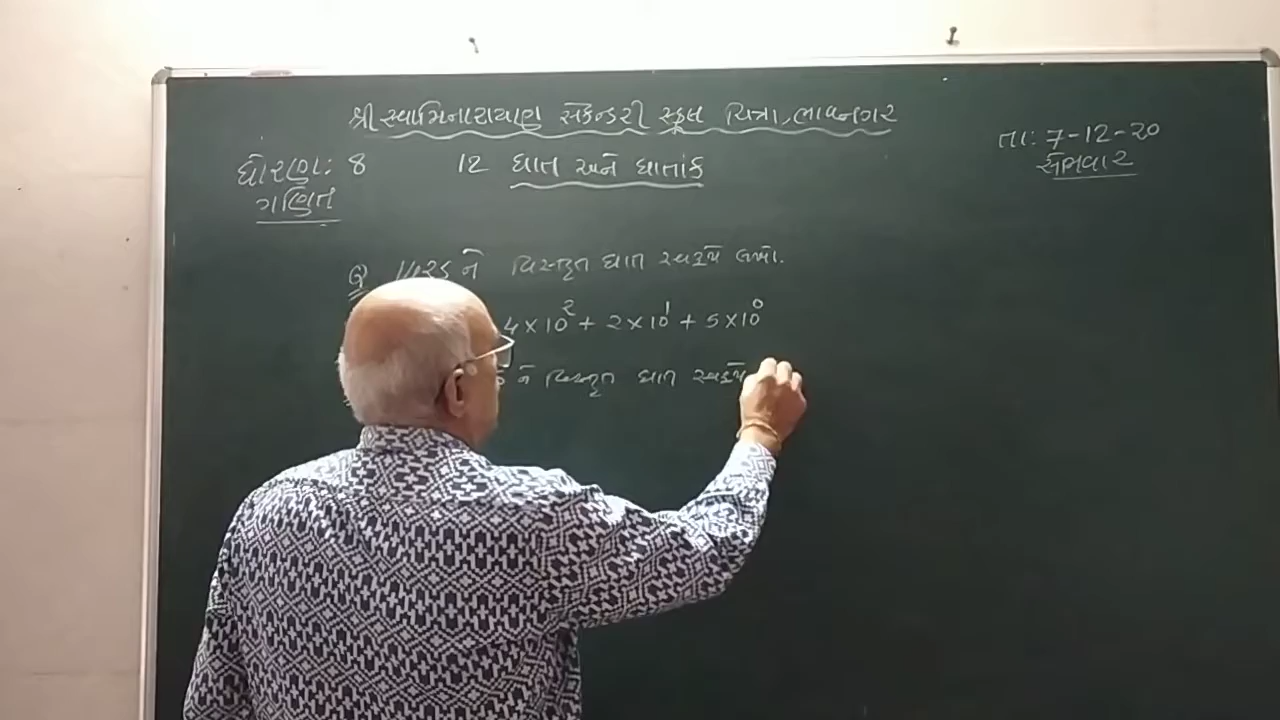 શ્રી સ્વામિનારાયણ સેકન્ડરી સ્કૂલ ચિત્રા, ભાવનગર
તા: 7-12-20
સોમવાર
ધોરણ: 8
12 ઘાત અને ઘાતાંક
ગણિત
ને વિસ્તૃત ઘાત સ્વરૂપે લખો.
4 × 10² + 2 × 10¹ + 5 × 10⁰
ને વિસ્તૃત ઘાત સ્વરૂપે